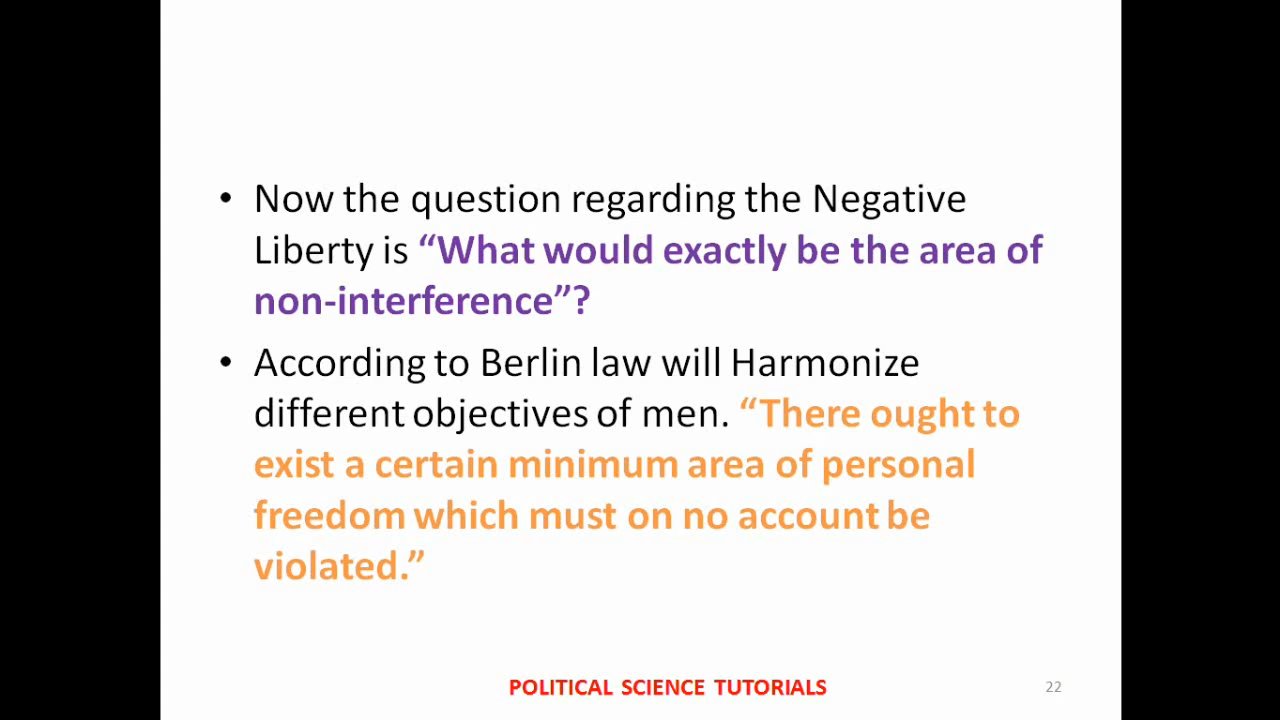 • Now the question regarding the Negative
Liberty is “What would exactly be the area of
non-interference”?
• According to Berlin law will Harmonize
different objectives of men. “There ought to
exist a certain minimum area of personal
freedom which must on no account be
violated.”
POLITICAL SCIENCE TUTORIALS
22